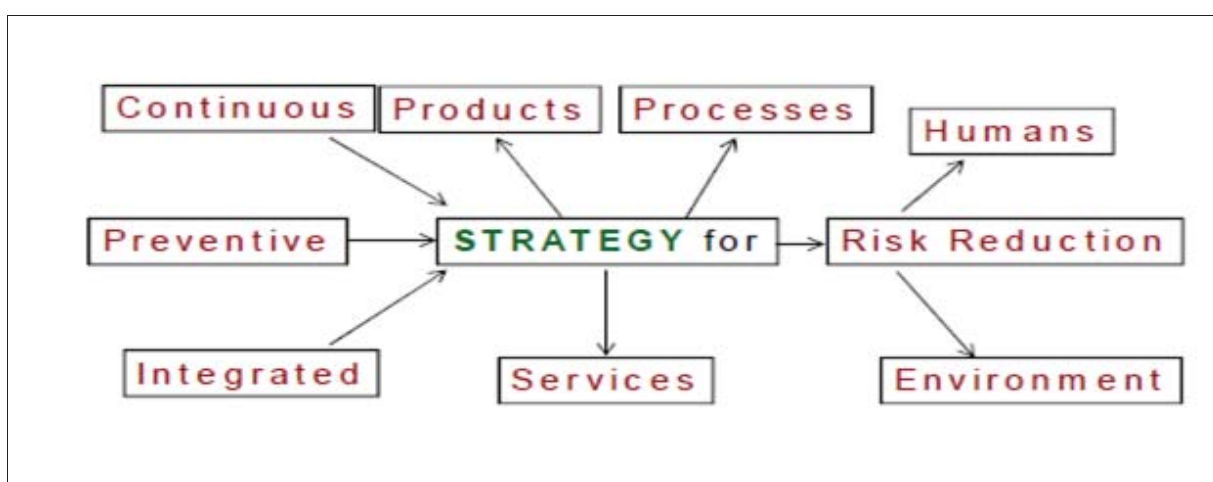 Continuous
Products
Processes
Humans
Preventive
STRATEGY for
Risk Reduction
Integrated
Services
Environment